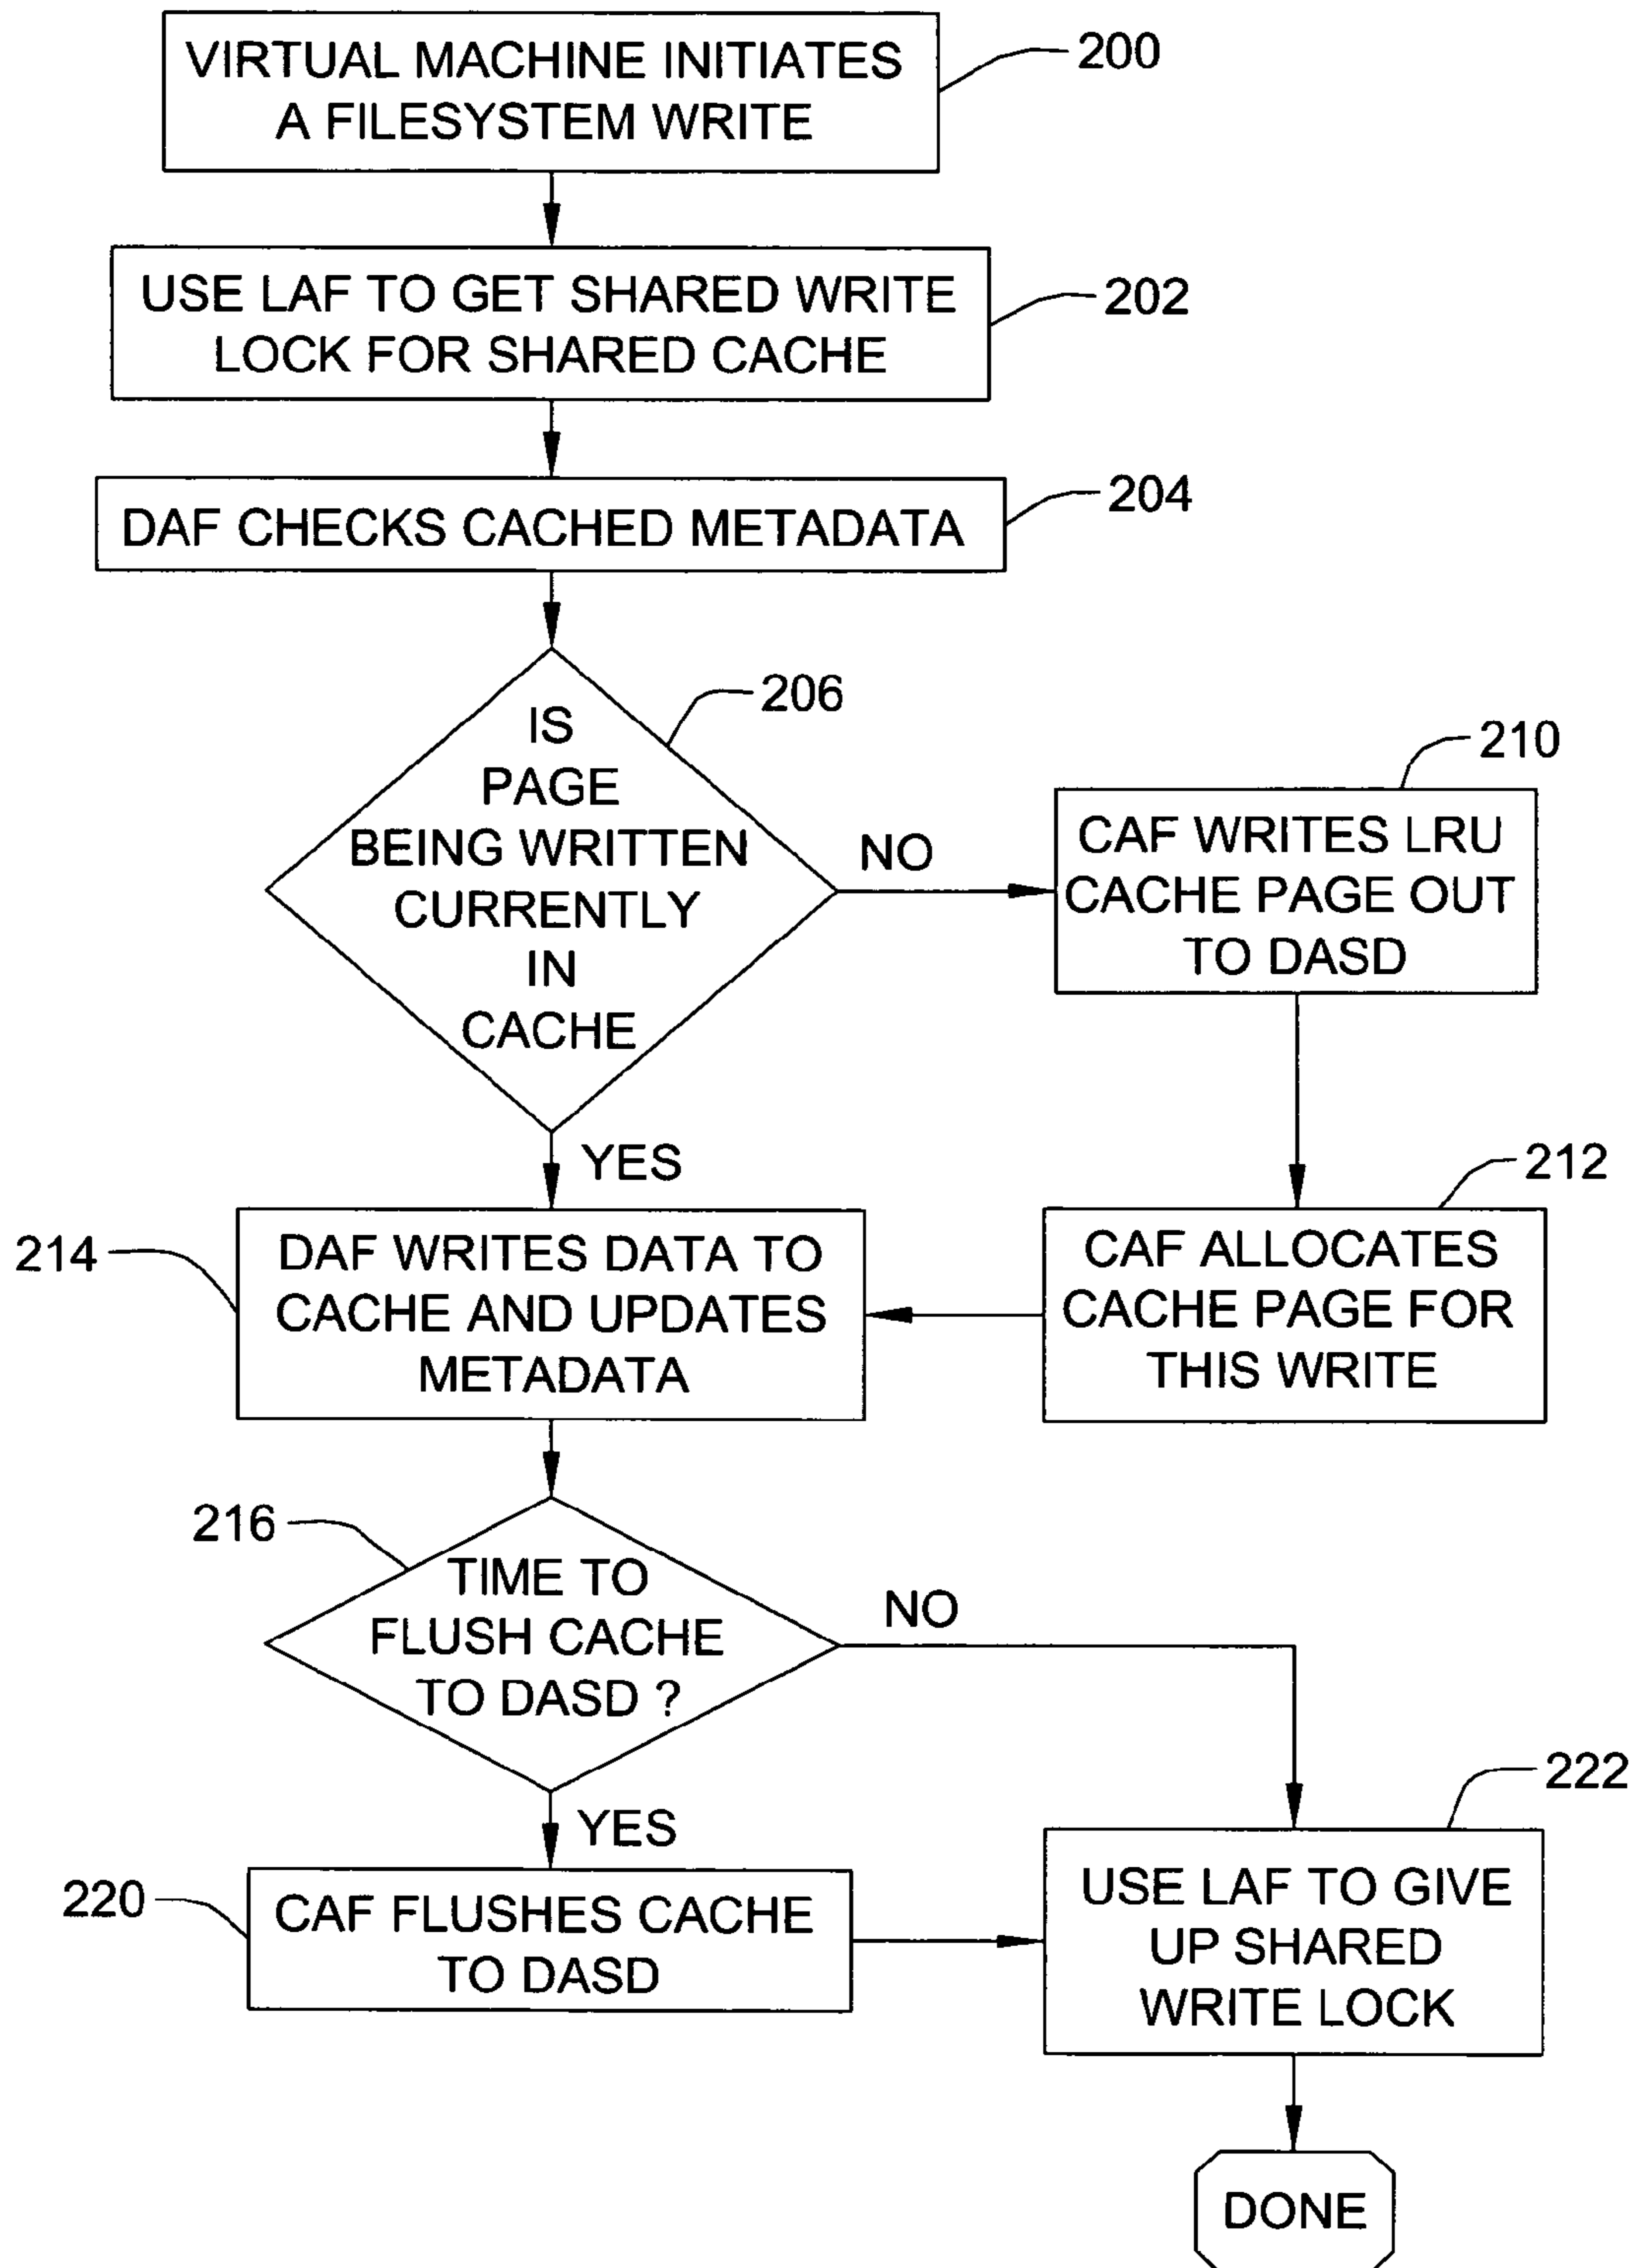 VIRTUAL MACHINE INITIATES
A FILESYSTEM WRITE
200
USE LAF TO GET SHARED WRITE
LOCK FOR SHARED CACHE
202
DAF CHECKS CACHED METADATA
204
IS
PAGE
BEING WRITTEN
CURRENTLY
IN
CACHE
206
NO
YES
CAF WRITES LRU
CACHE PAGE OUT
TO DASD
210
CAF ALLOCATES
CACHE PAGE FOR
THIS WRITE
212
DAF WRITES DATA TO
CACHE AND UPDATES
METADATA
214
TIME TO
FLUSH CACHE
TO DASD ?
216
NO
YES
CAF FLUSHES CACHE
TO DASD
220
USE LAF TO GIVE
UP SHARED
WRITE LOCK
222
DONE